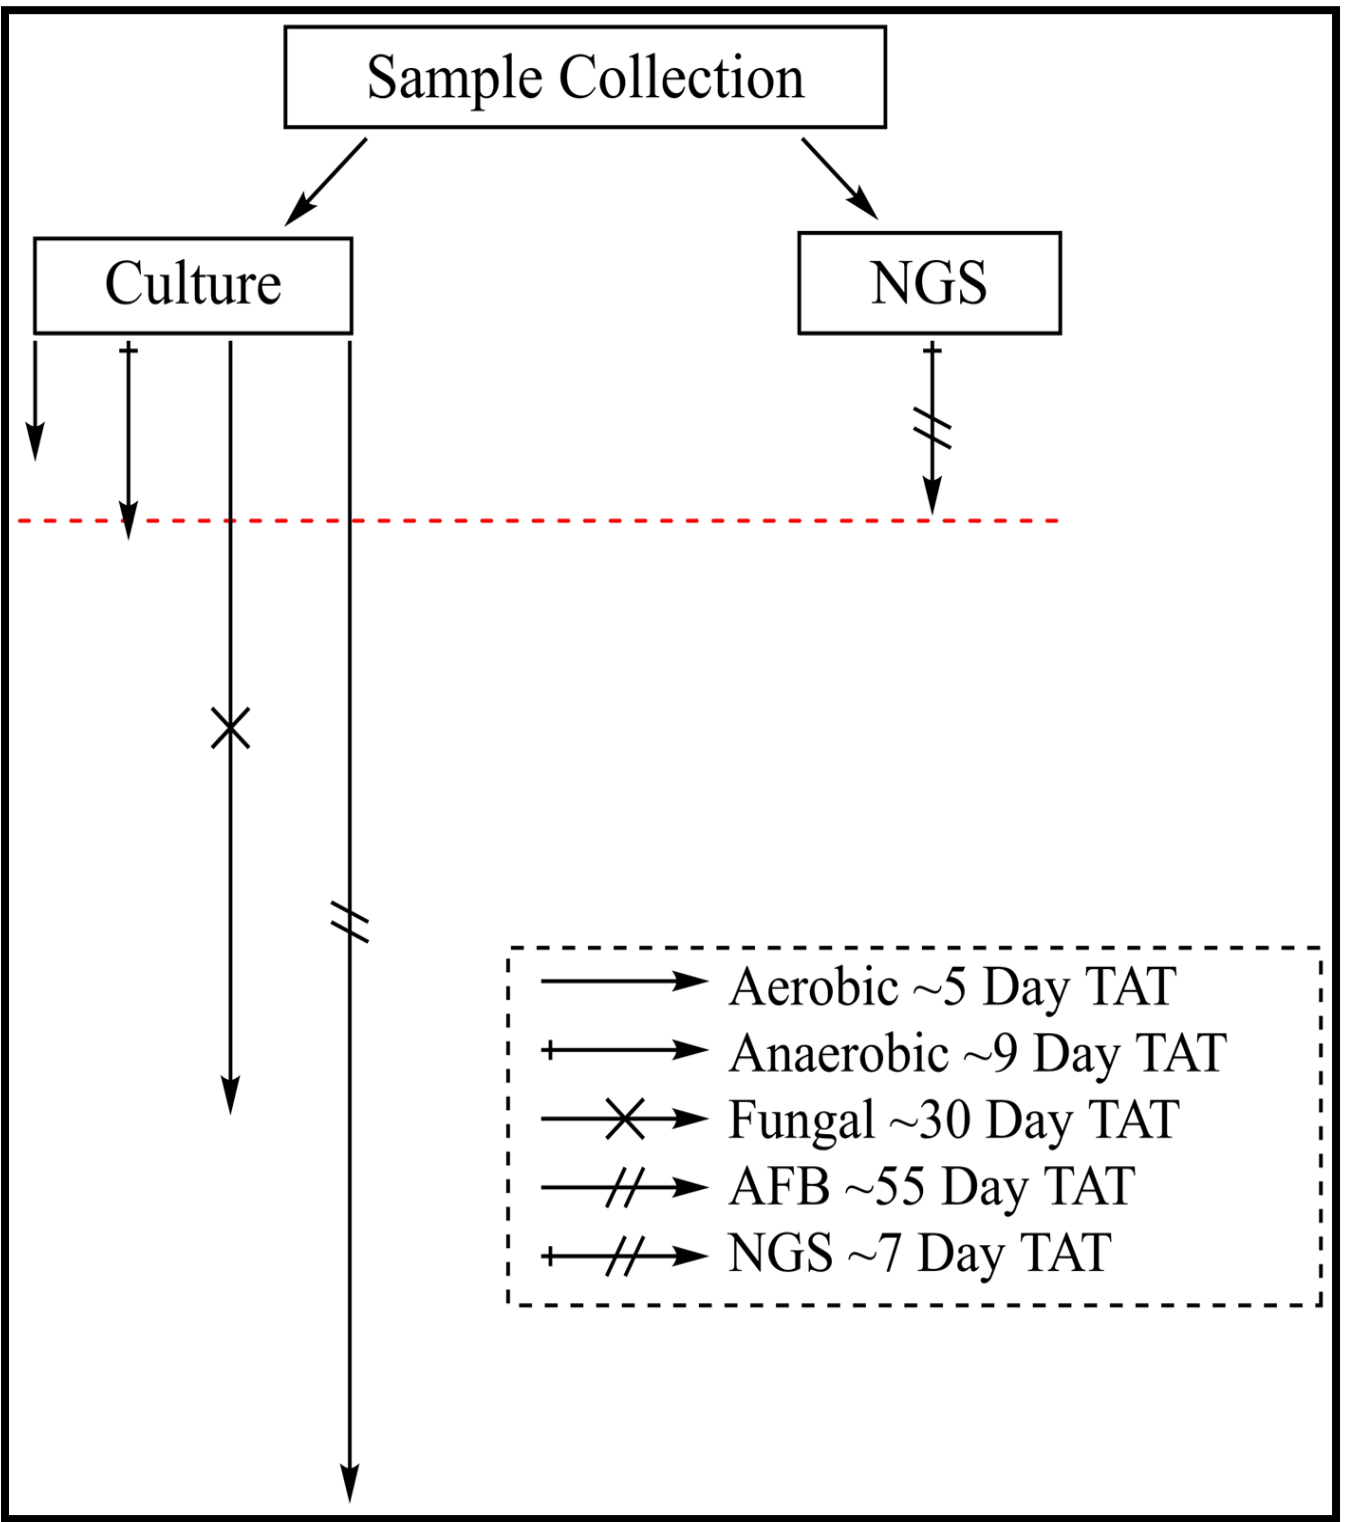 Sample Collection
Culture
NGS
Aerobic ~5 Day TAT
Anaerobic ~9 Day TAT
Fungal ~30 Day TAT
AFB ~55 Day TAT
NGS ~7 Day TAT